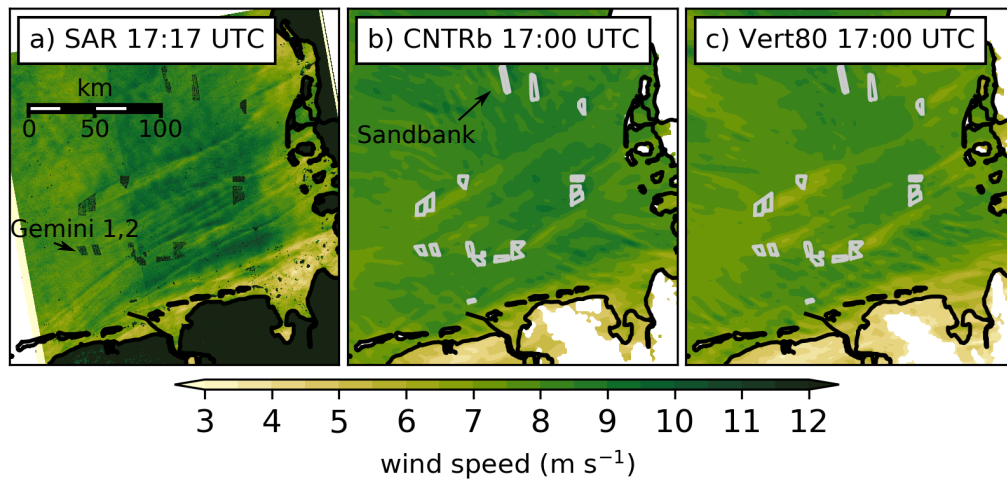 a) SAR 17:17 UTC
b) CNTRb 17:00 UTC
c) Vert80 17:00 UTC
km
0 50 100
Sandbank
Gemini 1,2
3 4 5 6 7 8 9 10 11 12
wind speed (m s⁻¹)